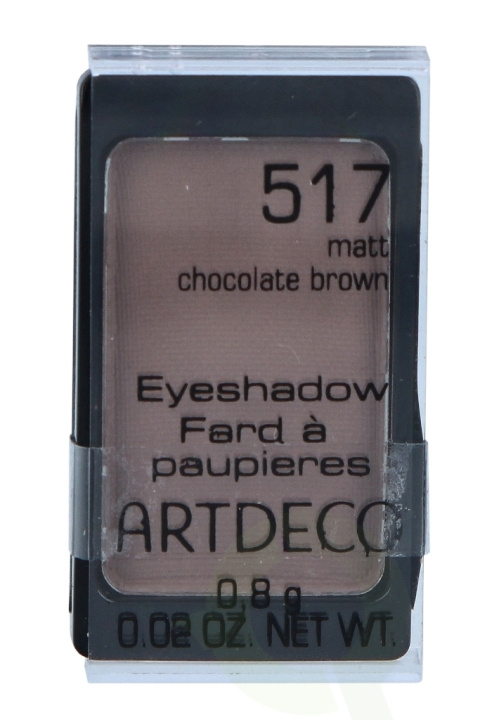 517
matt
chocolate brown
Eyeshadow
Fard à
paupieres
ARTDECO
0,8 g
0.02 OZ. NET WT.